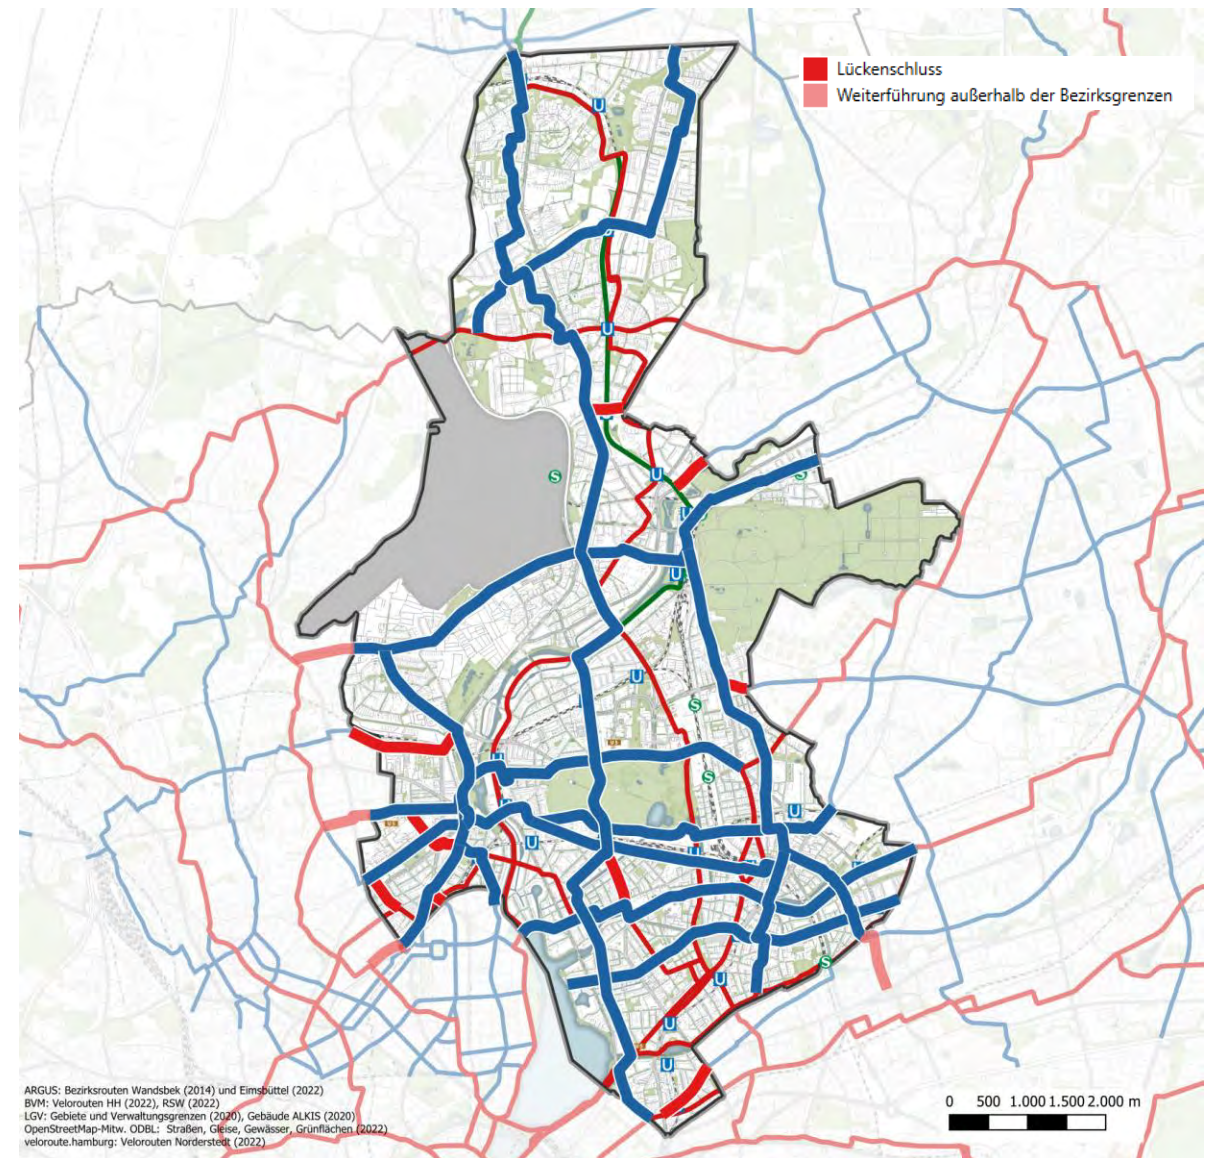 Lückenschluss
Weiterführung außerhalb der Bezirksgrenzen
U
U
S
U
S
U
U
U
S
S
U
U
U
S
U
U
ARGUS: Bezirksrouten Wandsbek (2014) und Eimsbüttel (2022)
BVM: Velorouten HH (2022), RSW (2022)
LGV: Gebiete und Verwaltungsgrenzen (2020), Gebäude ALKIS (2020)
OpenStreetMap-Mitw. ODBL: Straßen, Gleise, Gewässer, Grünflächen (2022)
veloroute.hamburg: Velorouten Norderstedt (2022)
0 500 1.000 1.500 2.000 m